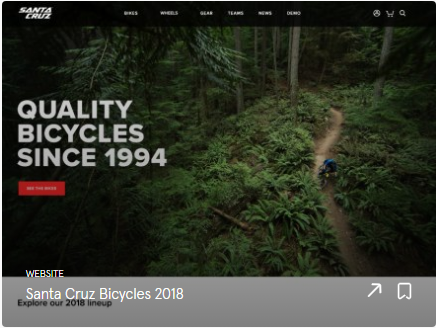 SANTA CRUZ
BIKES WHEELS GEAR TEAMS NEWS DEMO
QUALITY
BICYCLES
SINCE 1994
SEE THE BIKES
WEBSITE
Santa Cruz Bicycles 2018
Explore our 2018 lineup